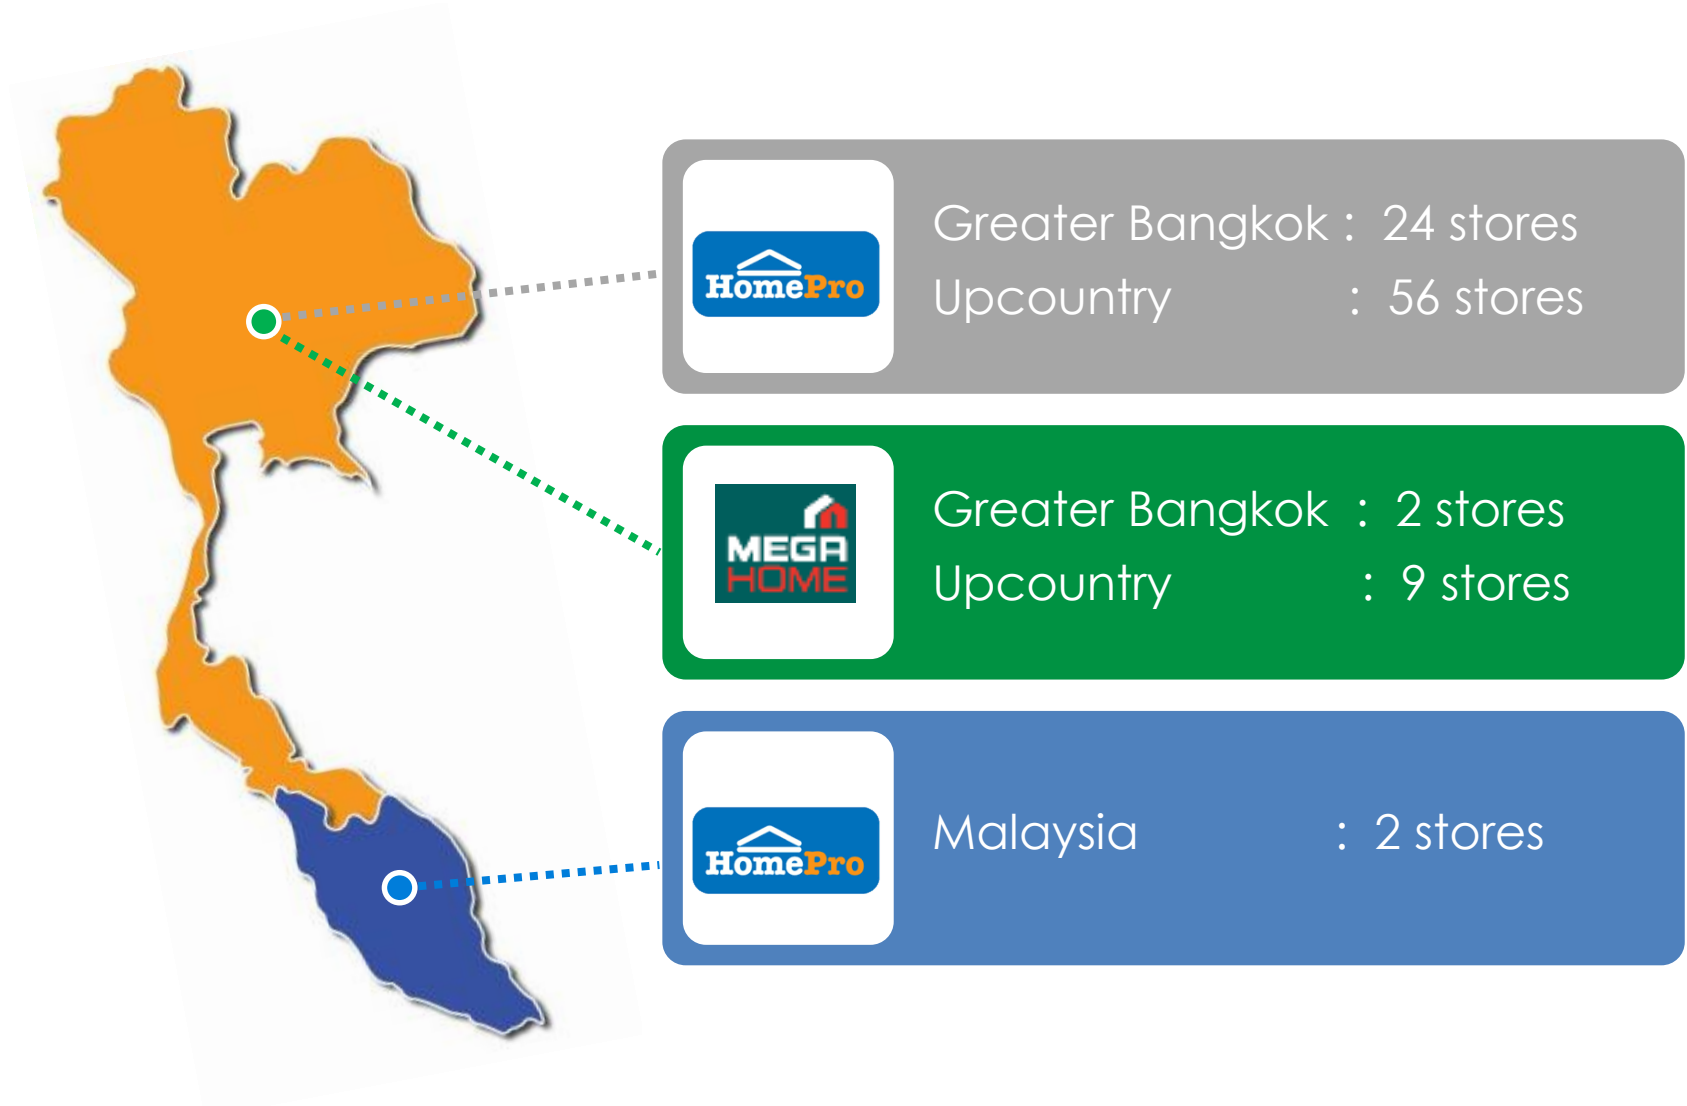 HomePro
Greater Bangkok : 24 stores
Upcountry : 56 stores
MEGA
HOME
Greater Bangkok : 2 stores
Upcountry : 9 stores
HomePro
Malaysia : 2 stores